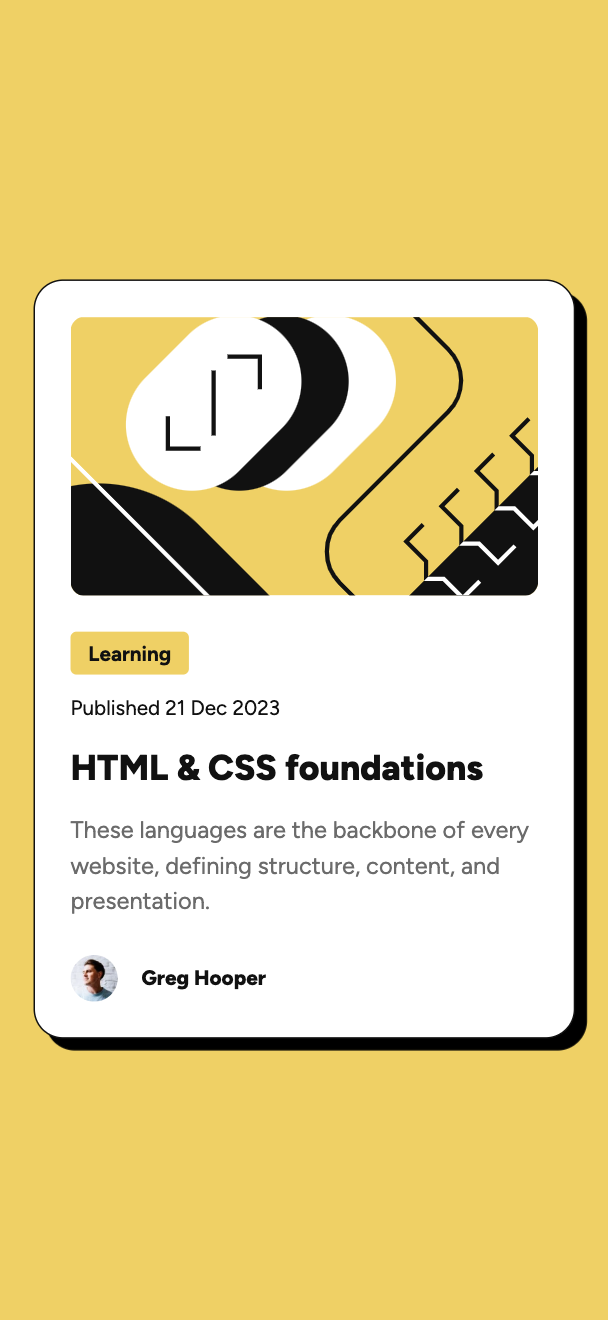 Learning
Published 21 Dec 2023
HTML & CSS foundations
These languages are the backbone of every
website, defining structure, content, and
presentation.
Greg Hooper